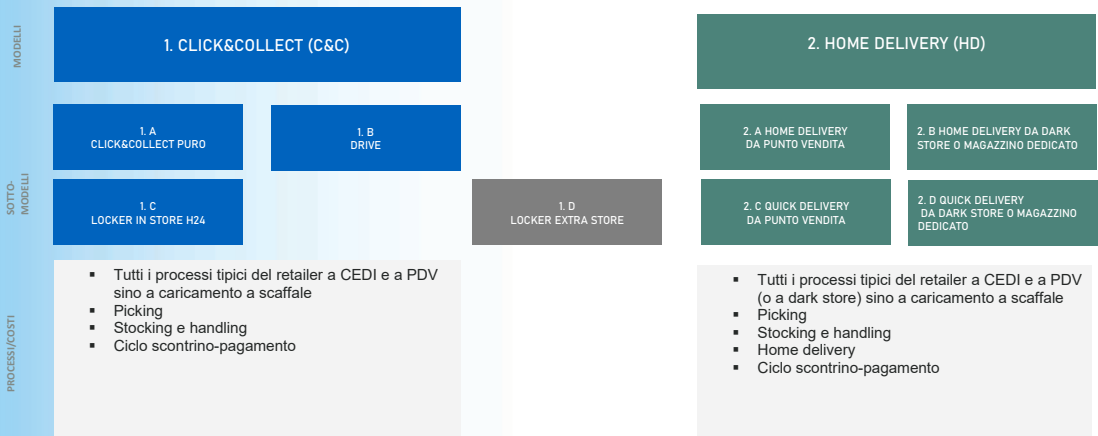 MODELLI
1. CLICK&COLLECT (C&C)
2. HOME DELIVERY (HD)
SOTTO-
MODELLI
1. A
CLICK&COLLECT PURO
1. B
DRIVE
2. A HOME DELIVERY
DA PUNTO VENDITA
2. B HOME DELIVERY DA DARK
STORE O MAGAZZINO DEDICATO
1. C
LOCKER IN STORE H24
1. D
LOCKER EXTRA STORE
2. C QUICK DELIVERY
DA PUNTO VENDITA
2. D QUICK DELIVERY
DA DARK STORE O MAGAZZINO
DEDICATO
PROCESSI/COSTI
▪ Tutti i processi tipici del retailer a CEDI e a PDV
sino a caricamento a scaffale
▪ Picking
▪ Stocking e handling
▪ Ciclo scontrino-pagamento
▪ Tutti i processi tipici del retailer a CEDI e a PDV
(o a dark store) sino a caricamento a scaffale
▪ Picking
▪ Stocking e handling
▪ Home delivery
▪ Ciclo scontrino-pagamento